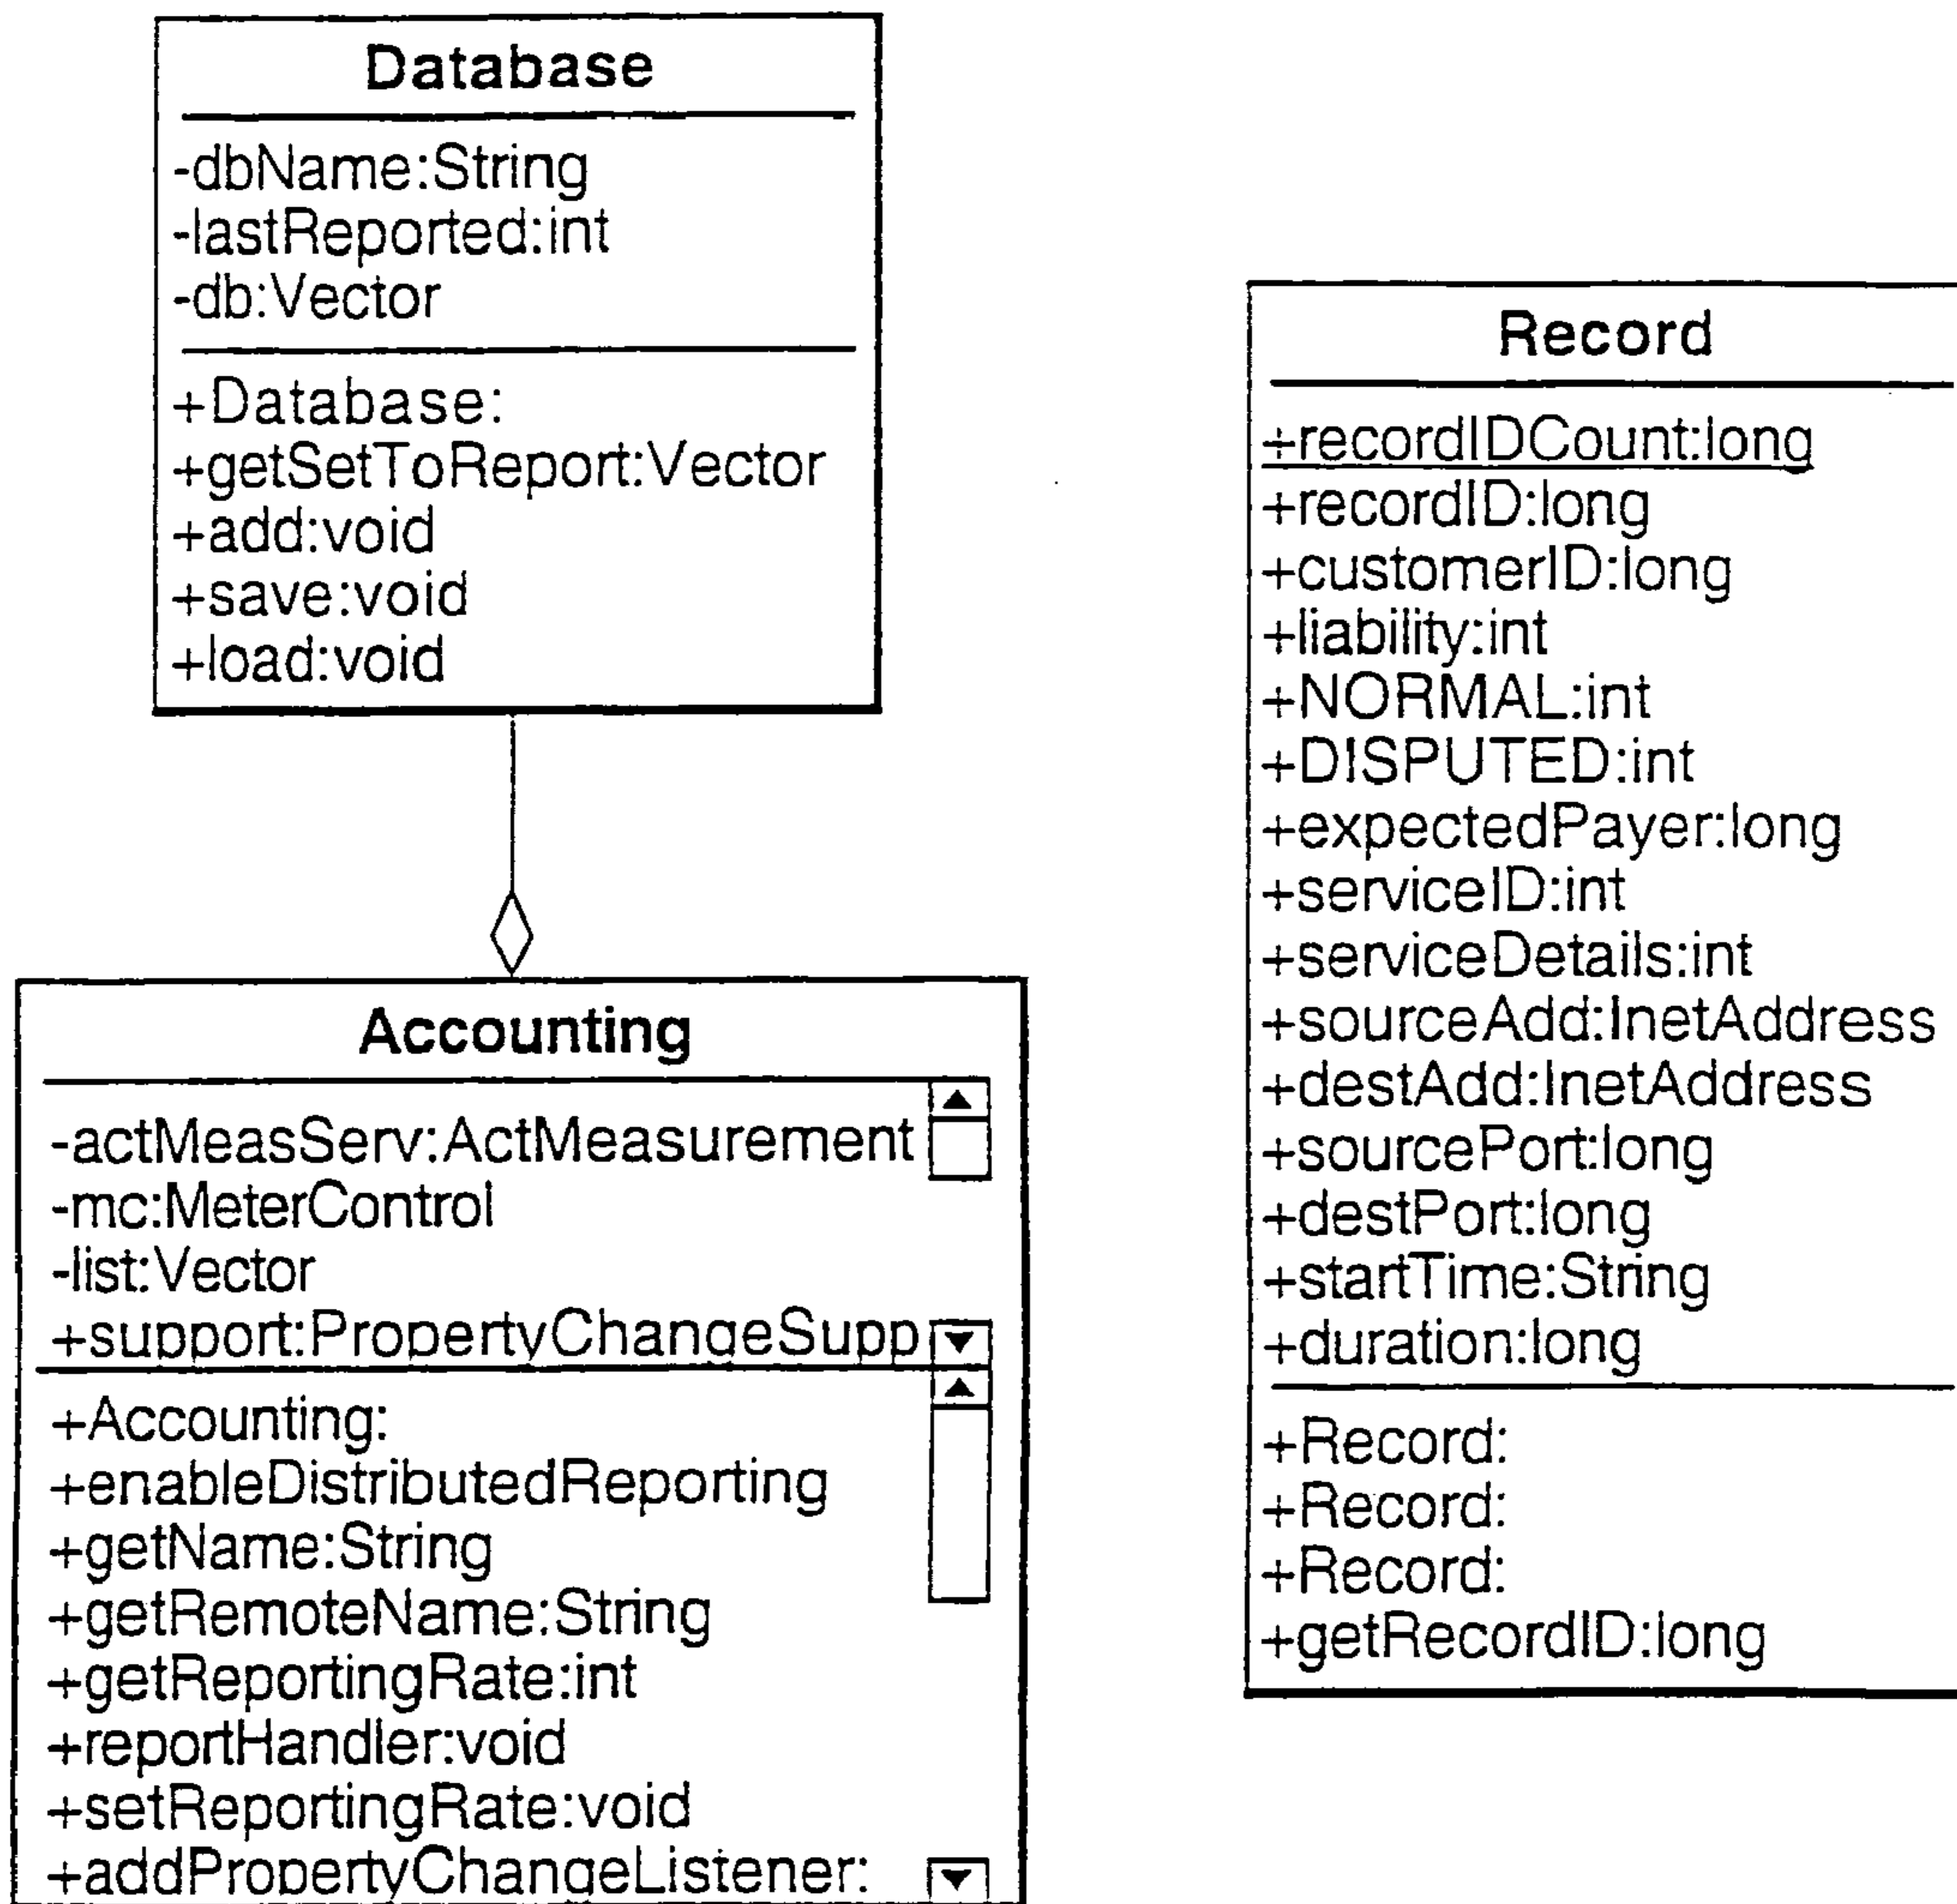 Database
-dbName:String
-lastReported:int
-db:Vector
+Database:
+getSetToReport:Vector
+add:void
+save:void
+load:void
Accounting
-actMeasServ:ActMeasurement
-mc:MeterControl
-list:Vector
+support:PropertyChangeSupp
+Accounting:
+enableDistributedReporting
+getName:String
+getRemoteName:String
+getReportingRate:int
+reportHandler:void
+setReportingRate:void
+addPropertyChangeListener:
Record
+recordIDCount:long
+recordID:long
+customerID:long
+liability:int
+NORMAL:int
+DISPUTED:int
+expectedPayer:long
+serviceID:int
+serviceDetails:int
+sourceAdd:InetAddress
+destAdd:InetAddress
+sourcePort:long
+destPort:long
+startTime:String
+duration:long
+Record:
+Record:
+Record:
+getRecordID:long